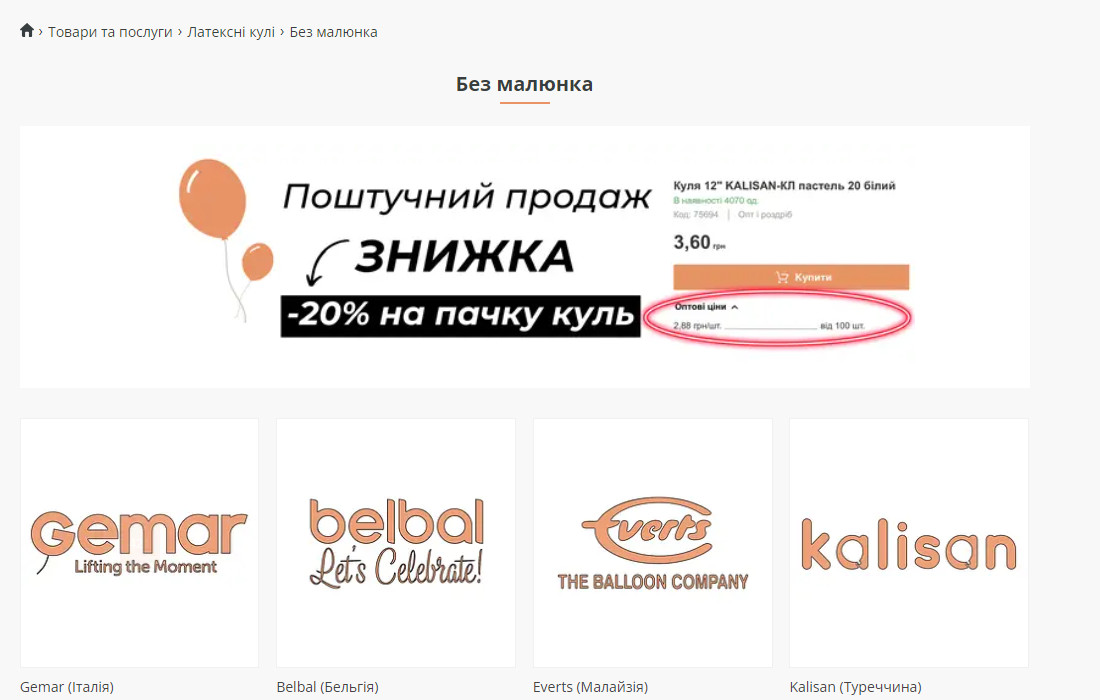 › Товари та послуги › Латексні кулі › Без малюнка
Без малюнка
Поштучний продаж
ЗНИЖКА
-20% на пачку куль
Куля 12" KALISAN-КЛ пастель 20 білий
В наявності 4070 од.
Код: 75694 | Опт і роздріб
3,60 грн
Купити
Оптові ціни
2.88 грн/шт. від 100 шт.
Gemar
Lifting the Moment
belbal
Let's Celebrate!
Everts
THE BALLOON COMPANY
kalisan
Gemar (Італія)
Belbal (Бельгія)
Everts (Малайзія)
Kalisan (Туреччина)